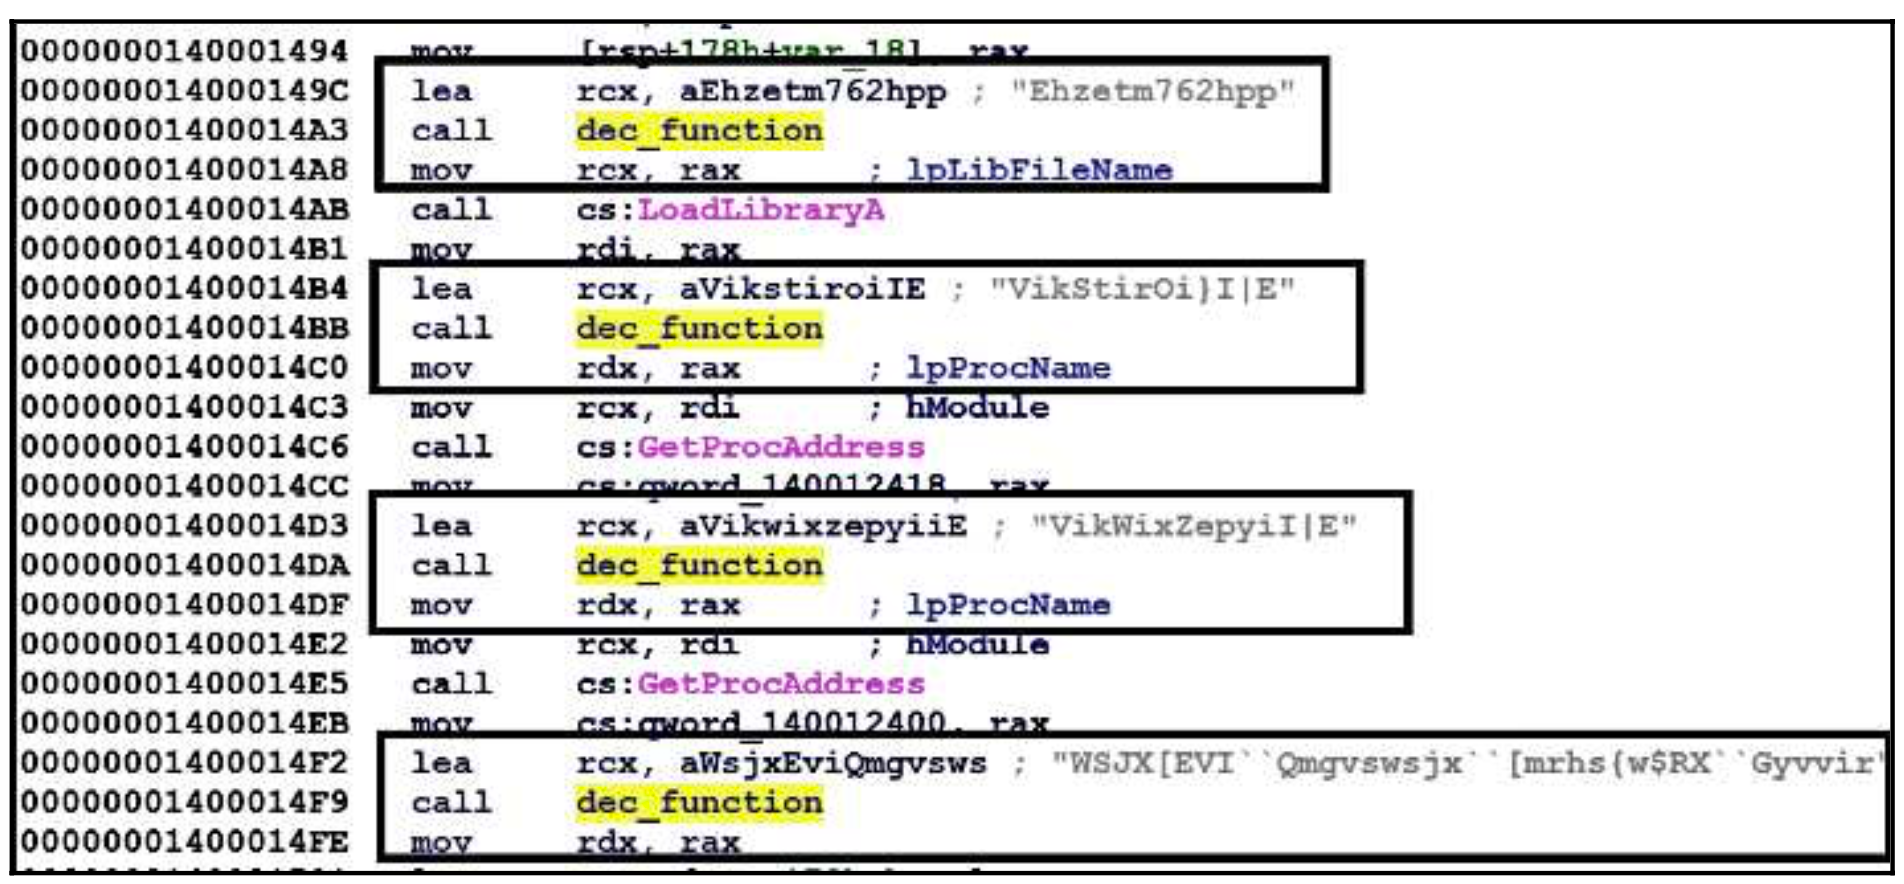 0000000140001494 mov [rsp+178h+var_18], rax
000000014000149C lea rcx, aEhzetm762hpp ; "Ehzetm762hpp"
00000001400014A3 call dec_function
00000001400014A8 mov rcx, rax ; lpLibFileName
00000001400014AB call cs:LoadLibraryA
00000001400014B1 mov rdi, rax
00000001400014B4 lea rcx, aVikstiroiIE ; "VikStirOi}I|E"
00000001400014BB call dec_function
00000001400014C0 mov rdx, rax ; lpProcName
00000001400014C3 mov rcx, rdi ; hModule
00000001400014C6 call cs:GetProcAddress
00000001400014CC mov cs:qword_140012418, rax
00000001400014D3 lea rcx, aVikwixzepyiiE ; "VikWixZepyiI|E"
00000001400014DA call dec_function
00000001400014DF mov rdx, rax ; lpProcName
00000001400014E2 mov rcx, rdi ; hModule
00000001400014E5 call cs:GetProcAddress
00000001400014EB mov cs:qword_140012400, rax
00000001400014F2 lea rcx, aWsjxEviQmgvsws ; "WSJX[EVI``Qmgvswsjx``[mrhs{w$RX``Gyvvir"
00000001400014F9 call dec_function
00000001400014FE mov rdx, rax